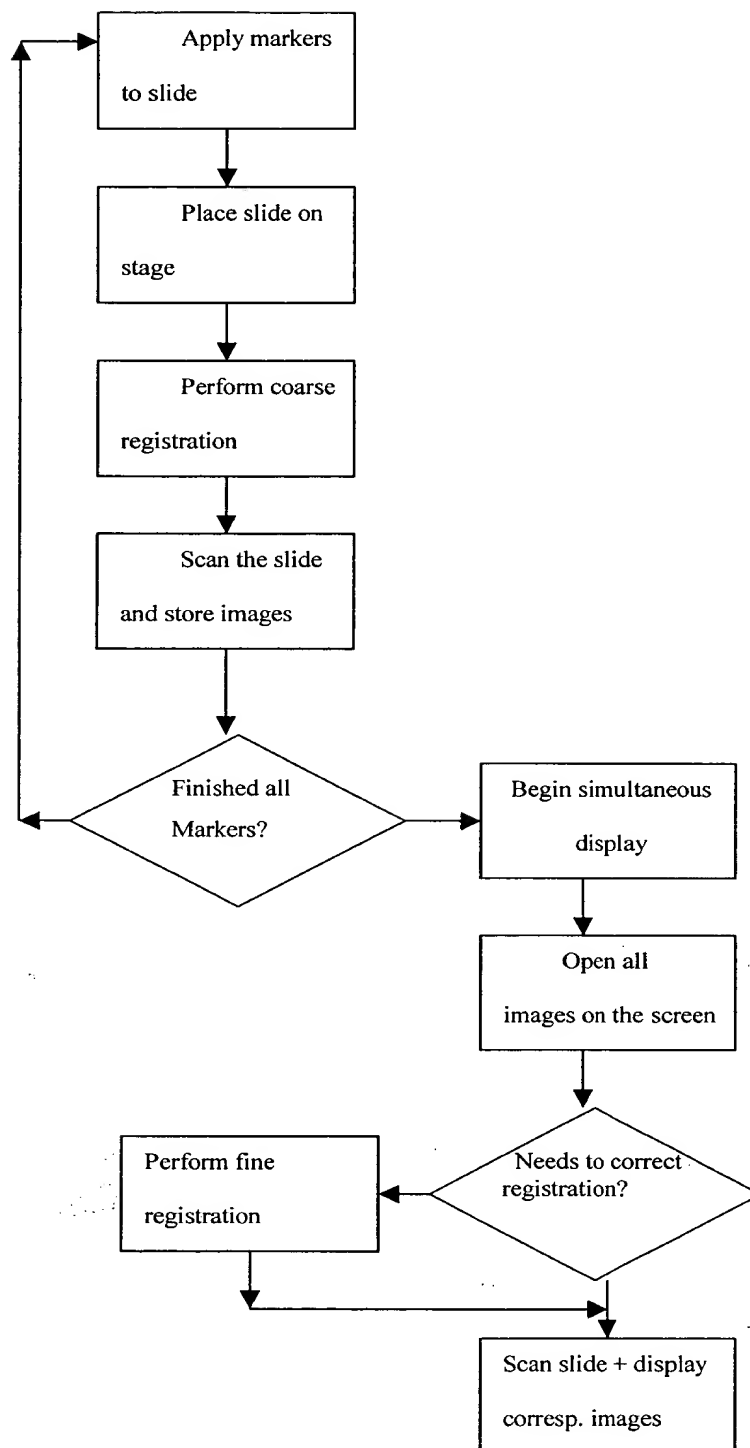 Apply markers
to slide
Place slide on
stage
Perform coarse
registration
Scan the slide
and store images
Finished all
Markers?
Begin simultaneous
display
Open all
images on the screen
Needs to correct
registration?
Perform fine
registration
Scan slide + display
corresp. images